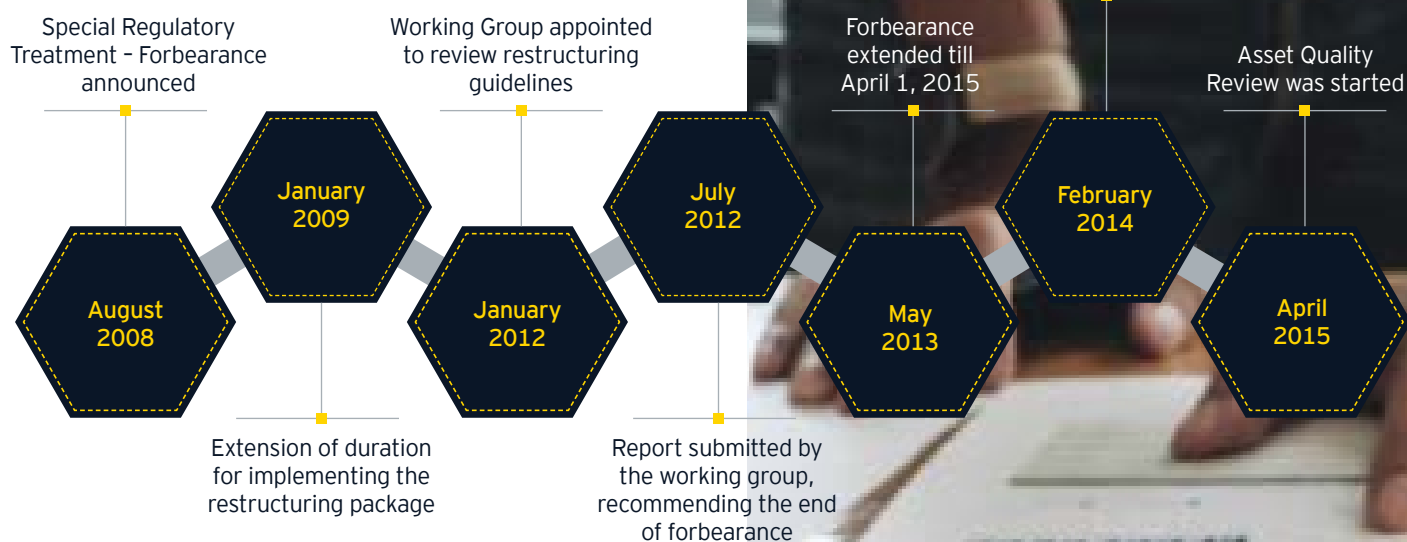 Special Regulatory
Treatment – Forbearance
announced
August
2008
January
2009
Extension of duration
for implementing the
restructuring package
Working Group appointed
to review restructuring
guidelines
January
2012
July
2012
Report submitted by
the working group,
recommending the end
of forbearance
Forbearance
extended till
April 1, 2015
May
2013
February
2014
Asset Quality
Review was started
April
2015